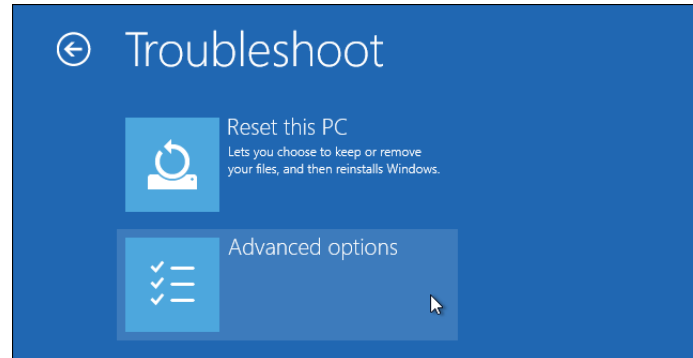 Troubleshoot
Reset this PC
Lets you choose to keep or remove
your files, and then reinstalls Windows.
Advanced options